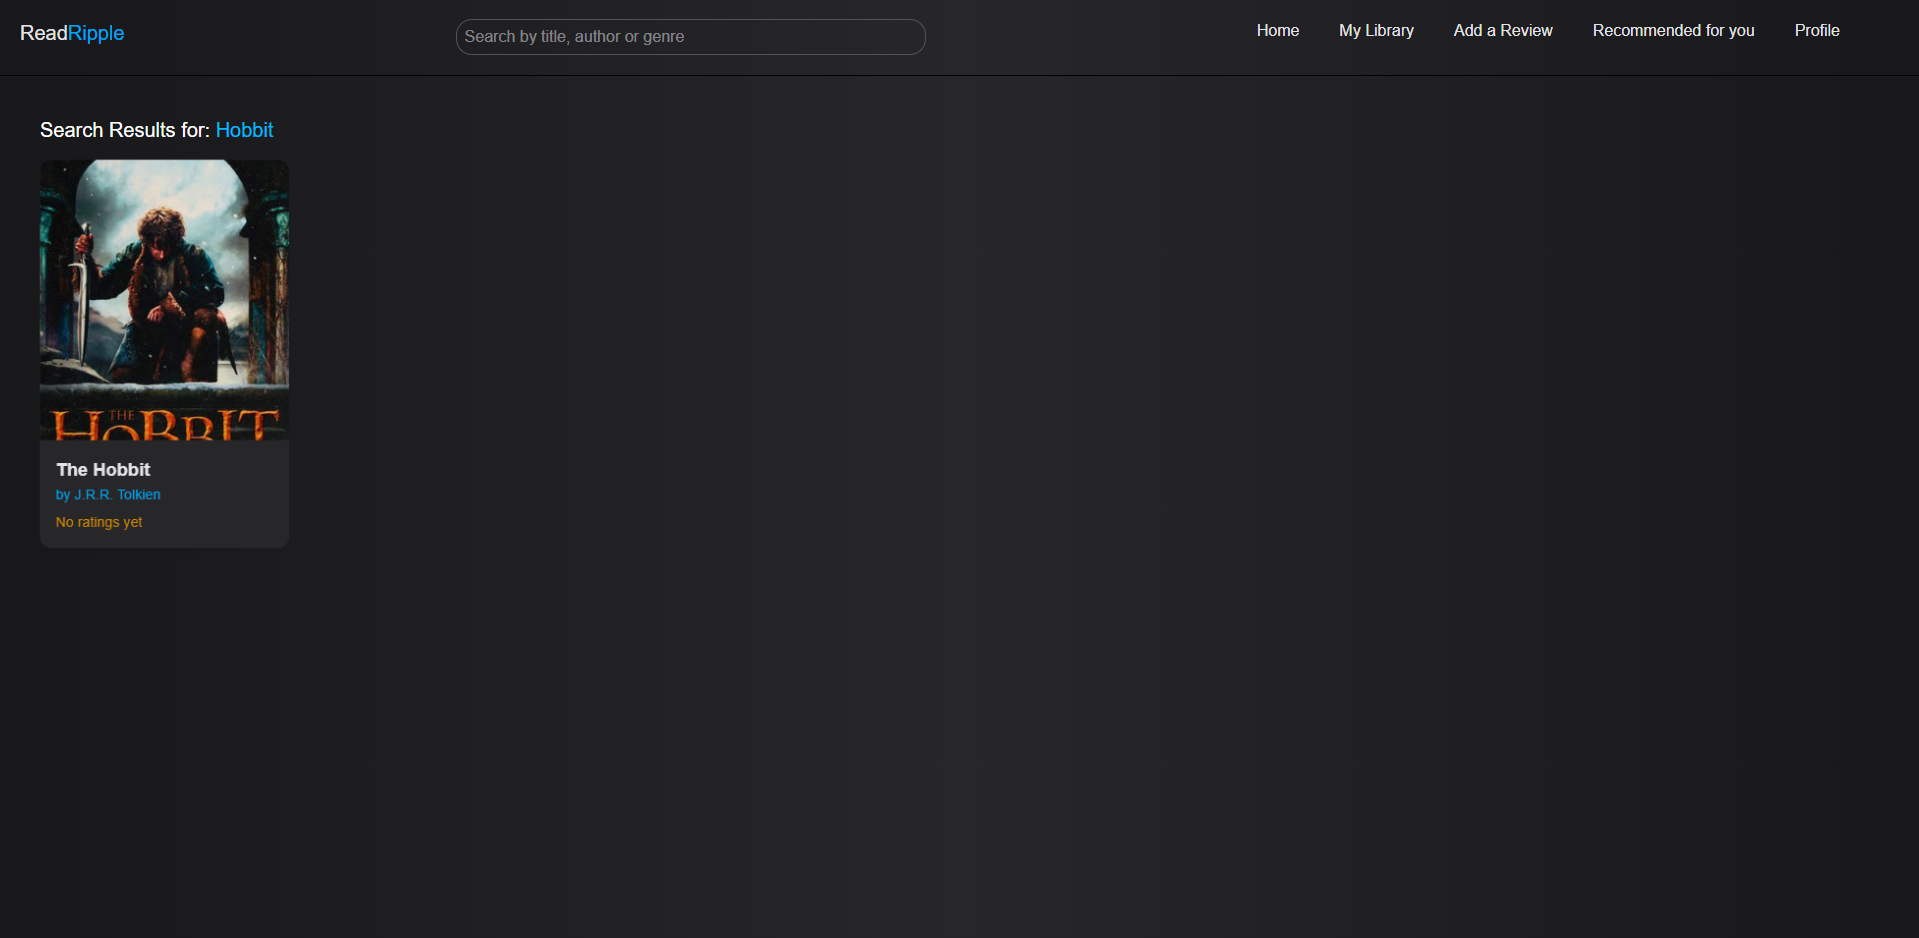 ReadRipple
Search by title, author or genre
Home
My Library
Add a Review
Recommended for you
Profile
Search Results for: Hobbit
THE
HOBBIT
The Hobbit
by J.R.R. Tolkien
No ratings yet